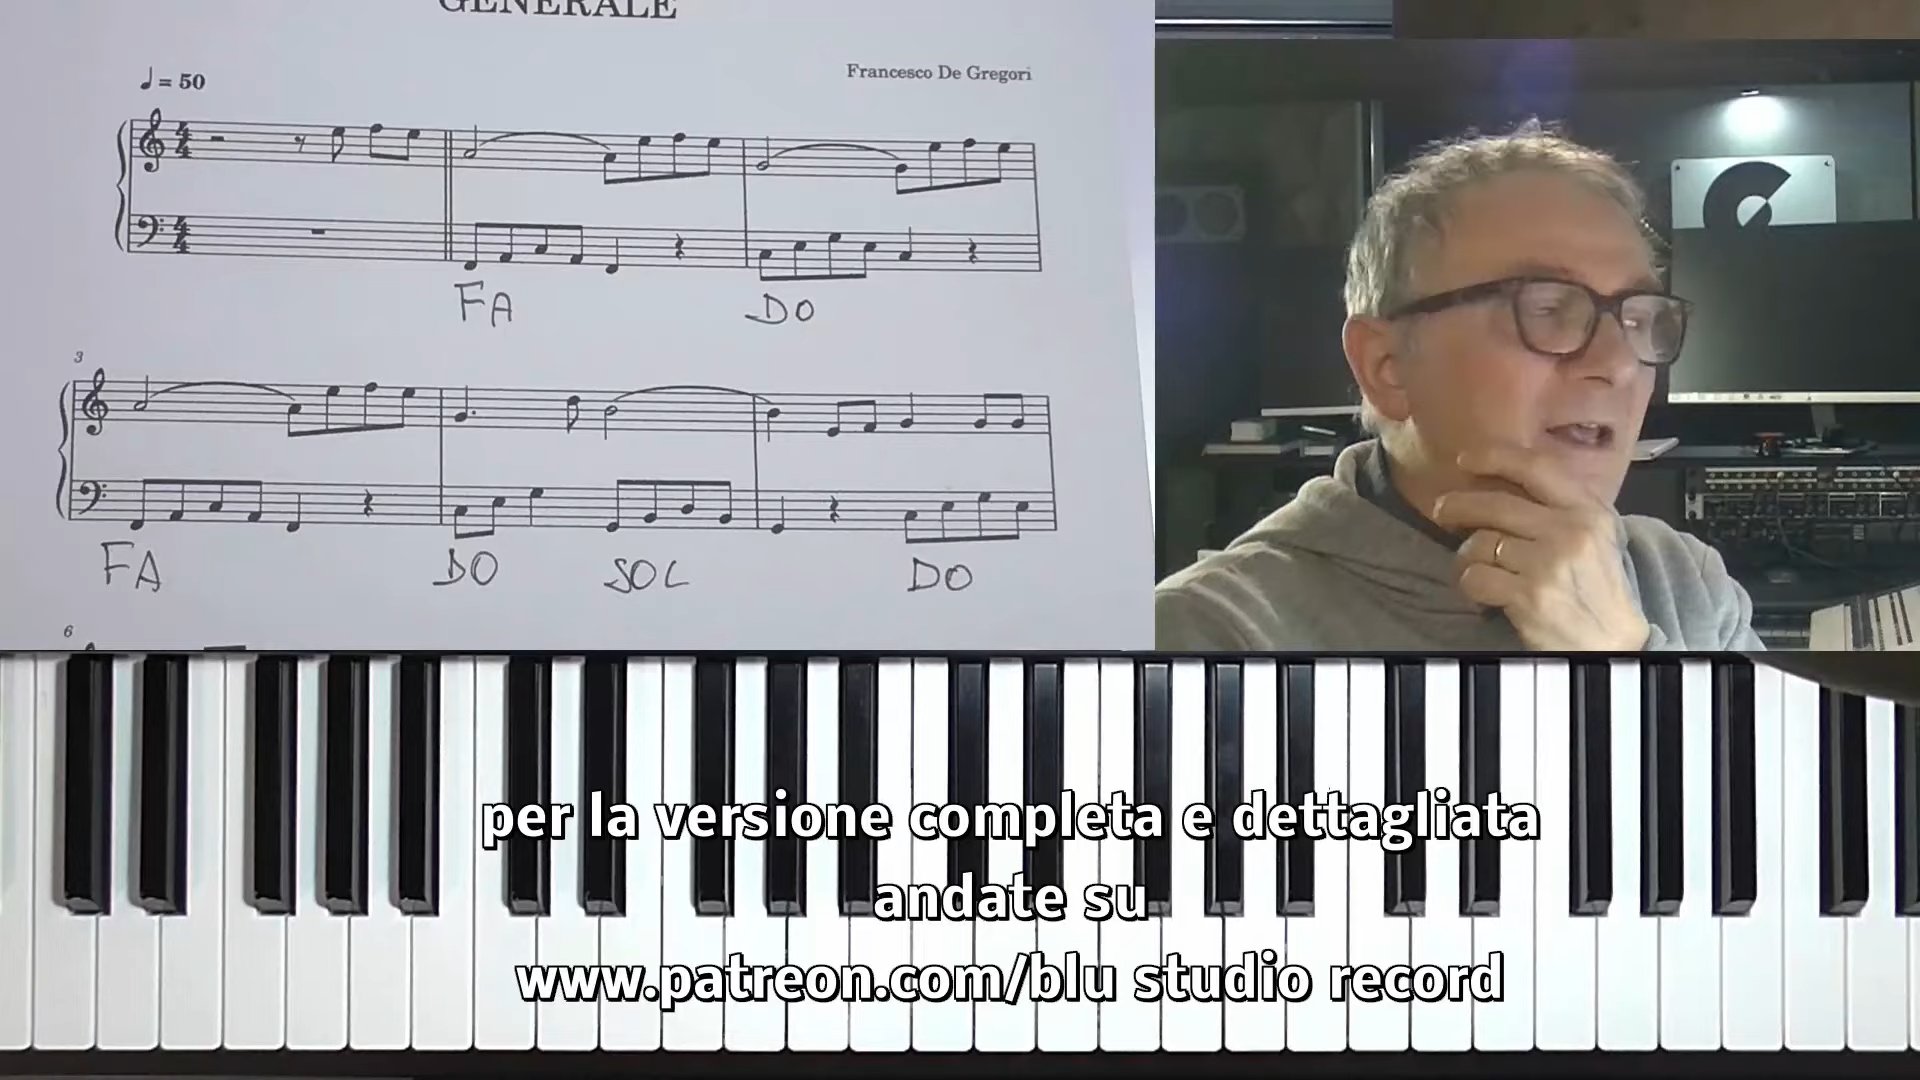 GENERALE
♩ = 50
Francesco De Gregori
FA DO
3
FA DO SOL DO
6
per la versione completa e dettagliata
andate su
www.patreon.com/blu studio record